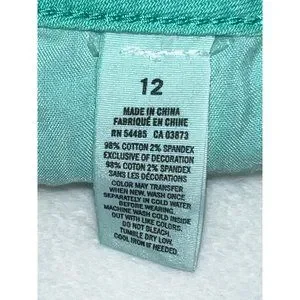 12
MADE IN CHINA
FABRIQUÉ EN CHINE
RN 54485 CA 03873
98% COTTON 2% SPANDEX
EXCLUSIVE OF DECORATION
98% COTTON 2% SPANDEX
SANS LES DÉCORATIONS
COLOR MAY TRANSFER
WHEN NEW. WASH ONCE
SEPARATELY IN COLD WATER
BEFORE WEARING.
MACHINE WASH COLD INSIDE
OUT WITH LIKE COLORS.
DO NOT BLEACH.
TUMBLE DRY LOW.
COOL IRON IF NEEDED.